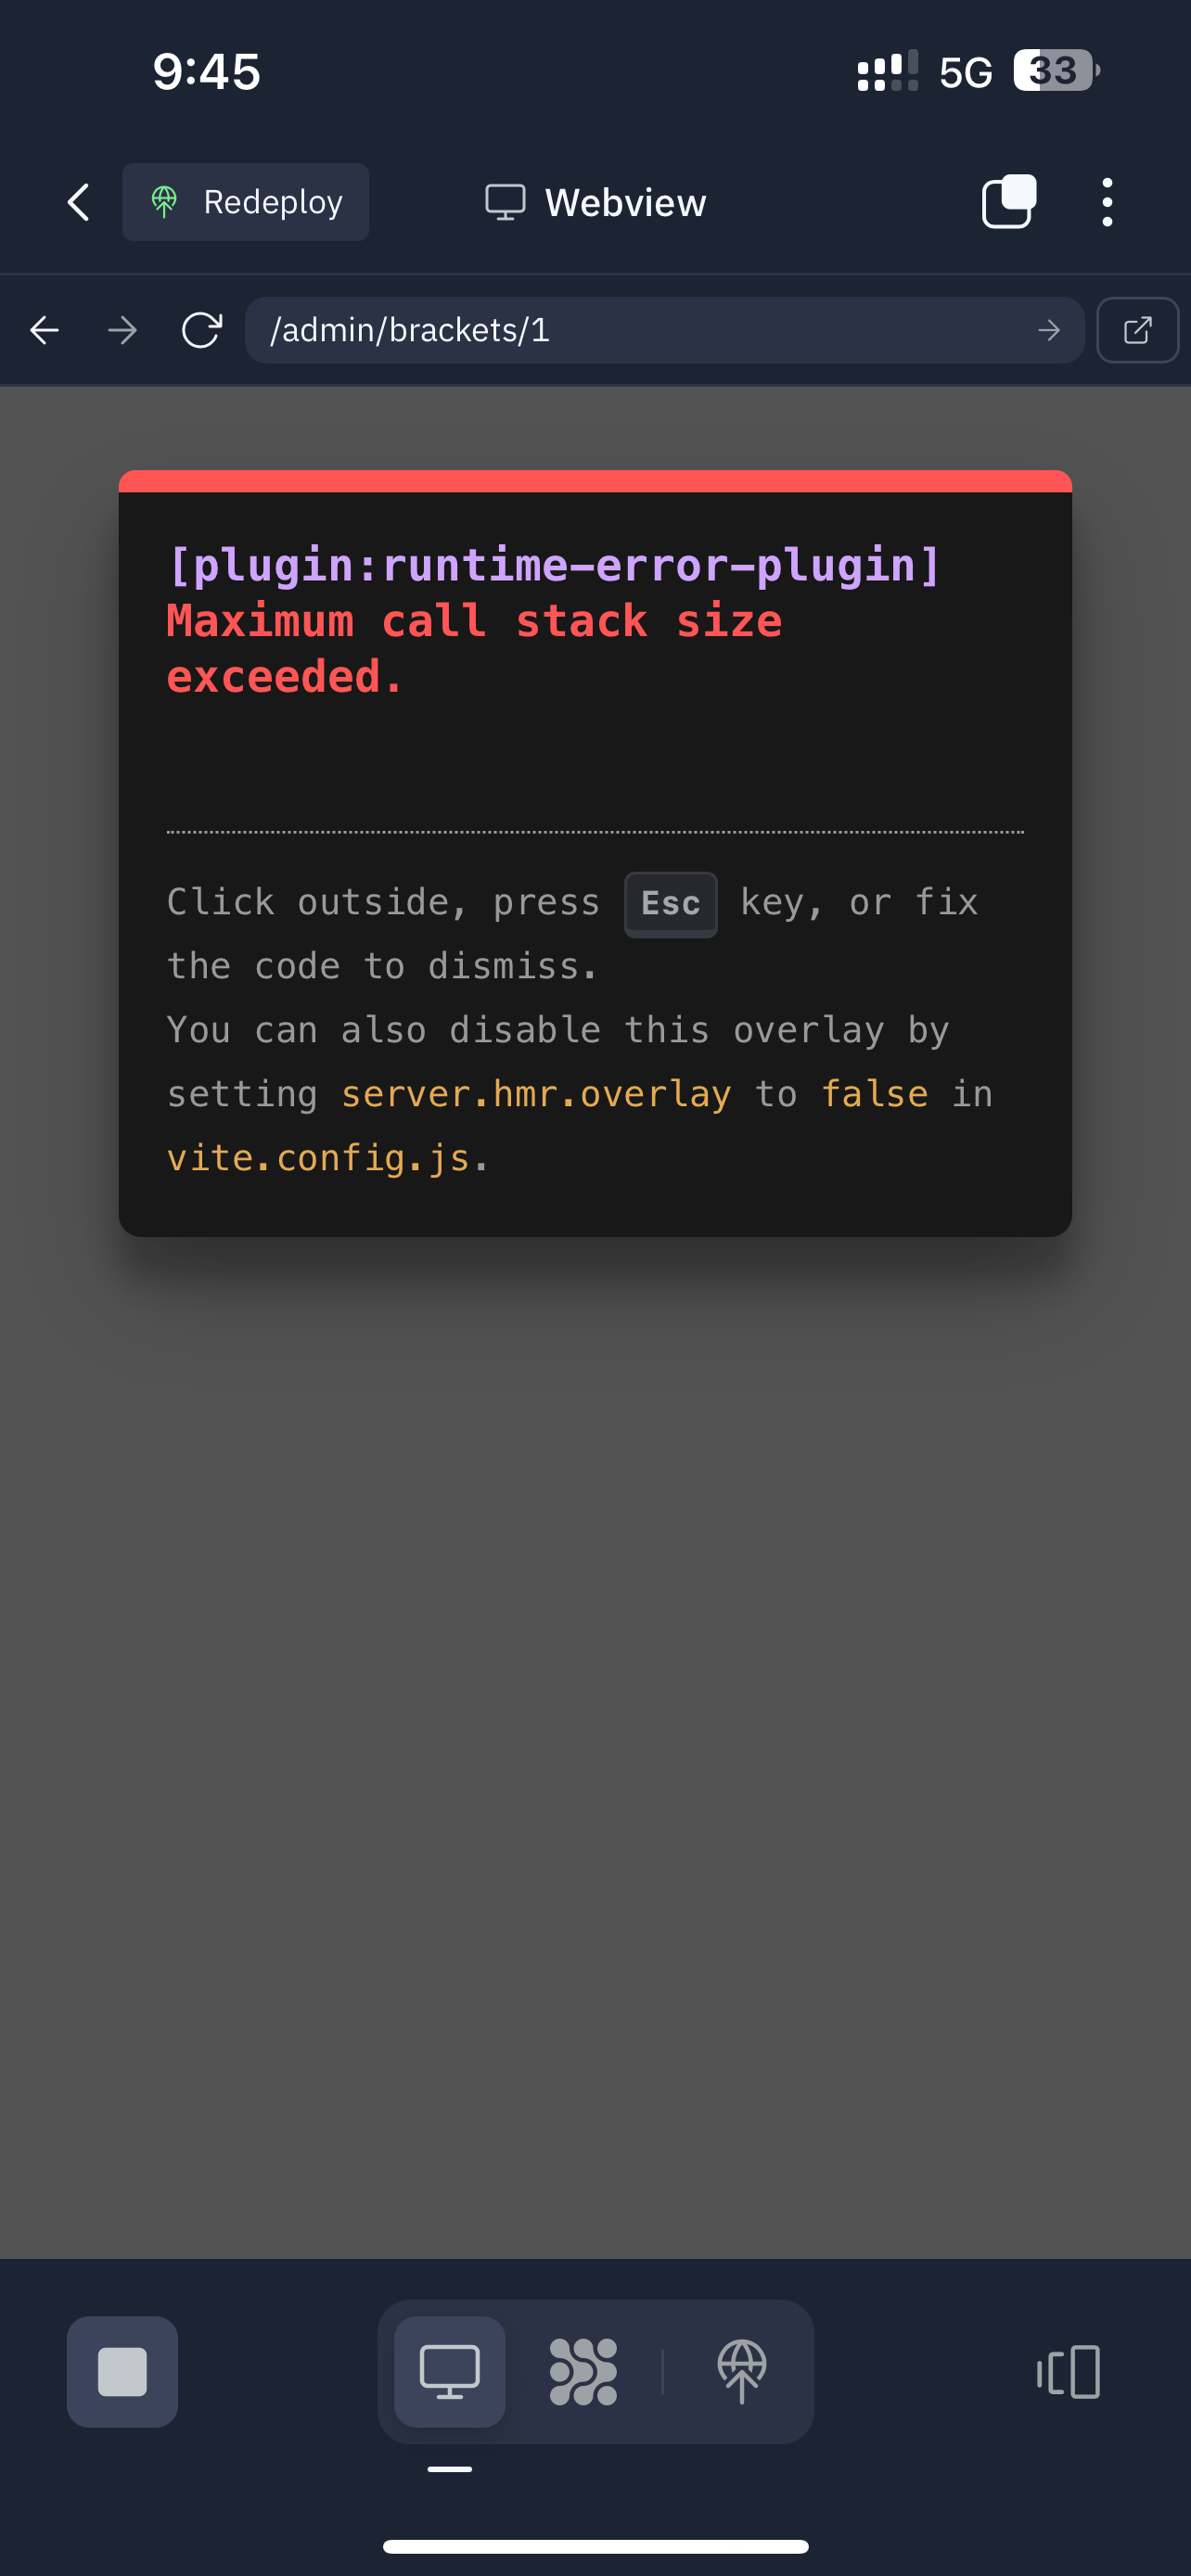 9:45
5G
33
Redeploy
Webview
/admin/brackets/1
[plugin:runtime-error-plugin]
Maximum call stack size
exceeded.
Click outside, press Esc key, or fix
the code to dismiss.
You can also disable this overlay by
setting server.hmr.overlay to false in
vite.config.js.